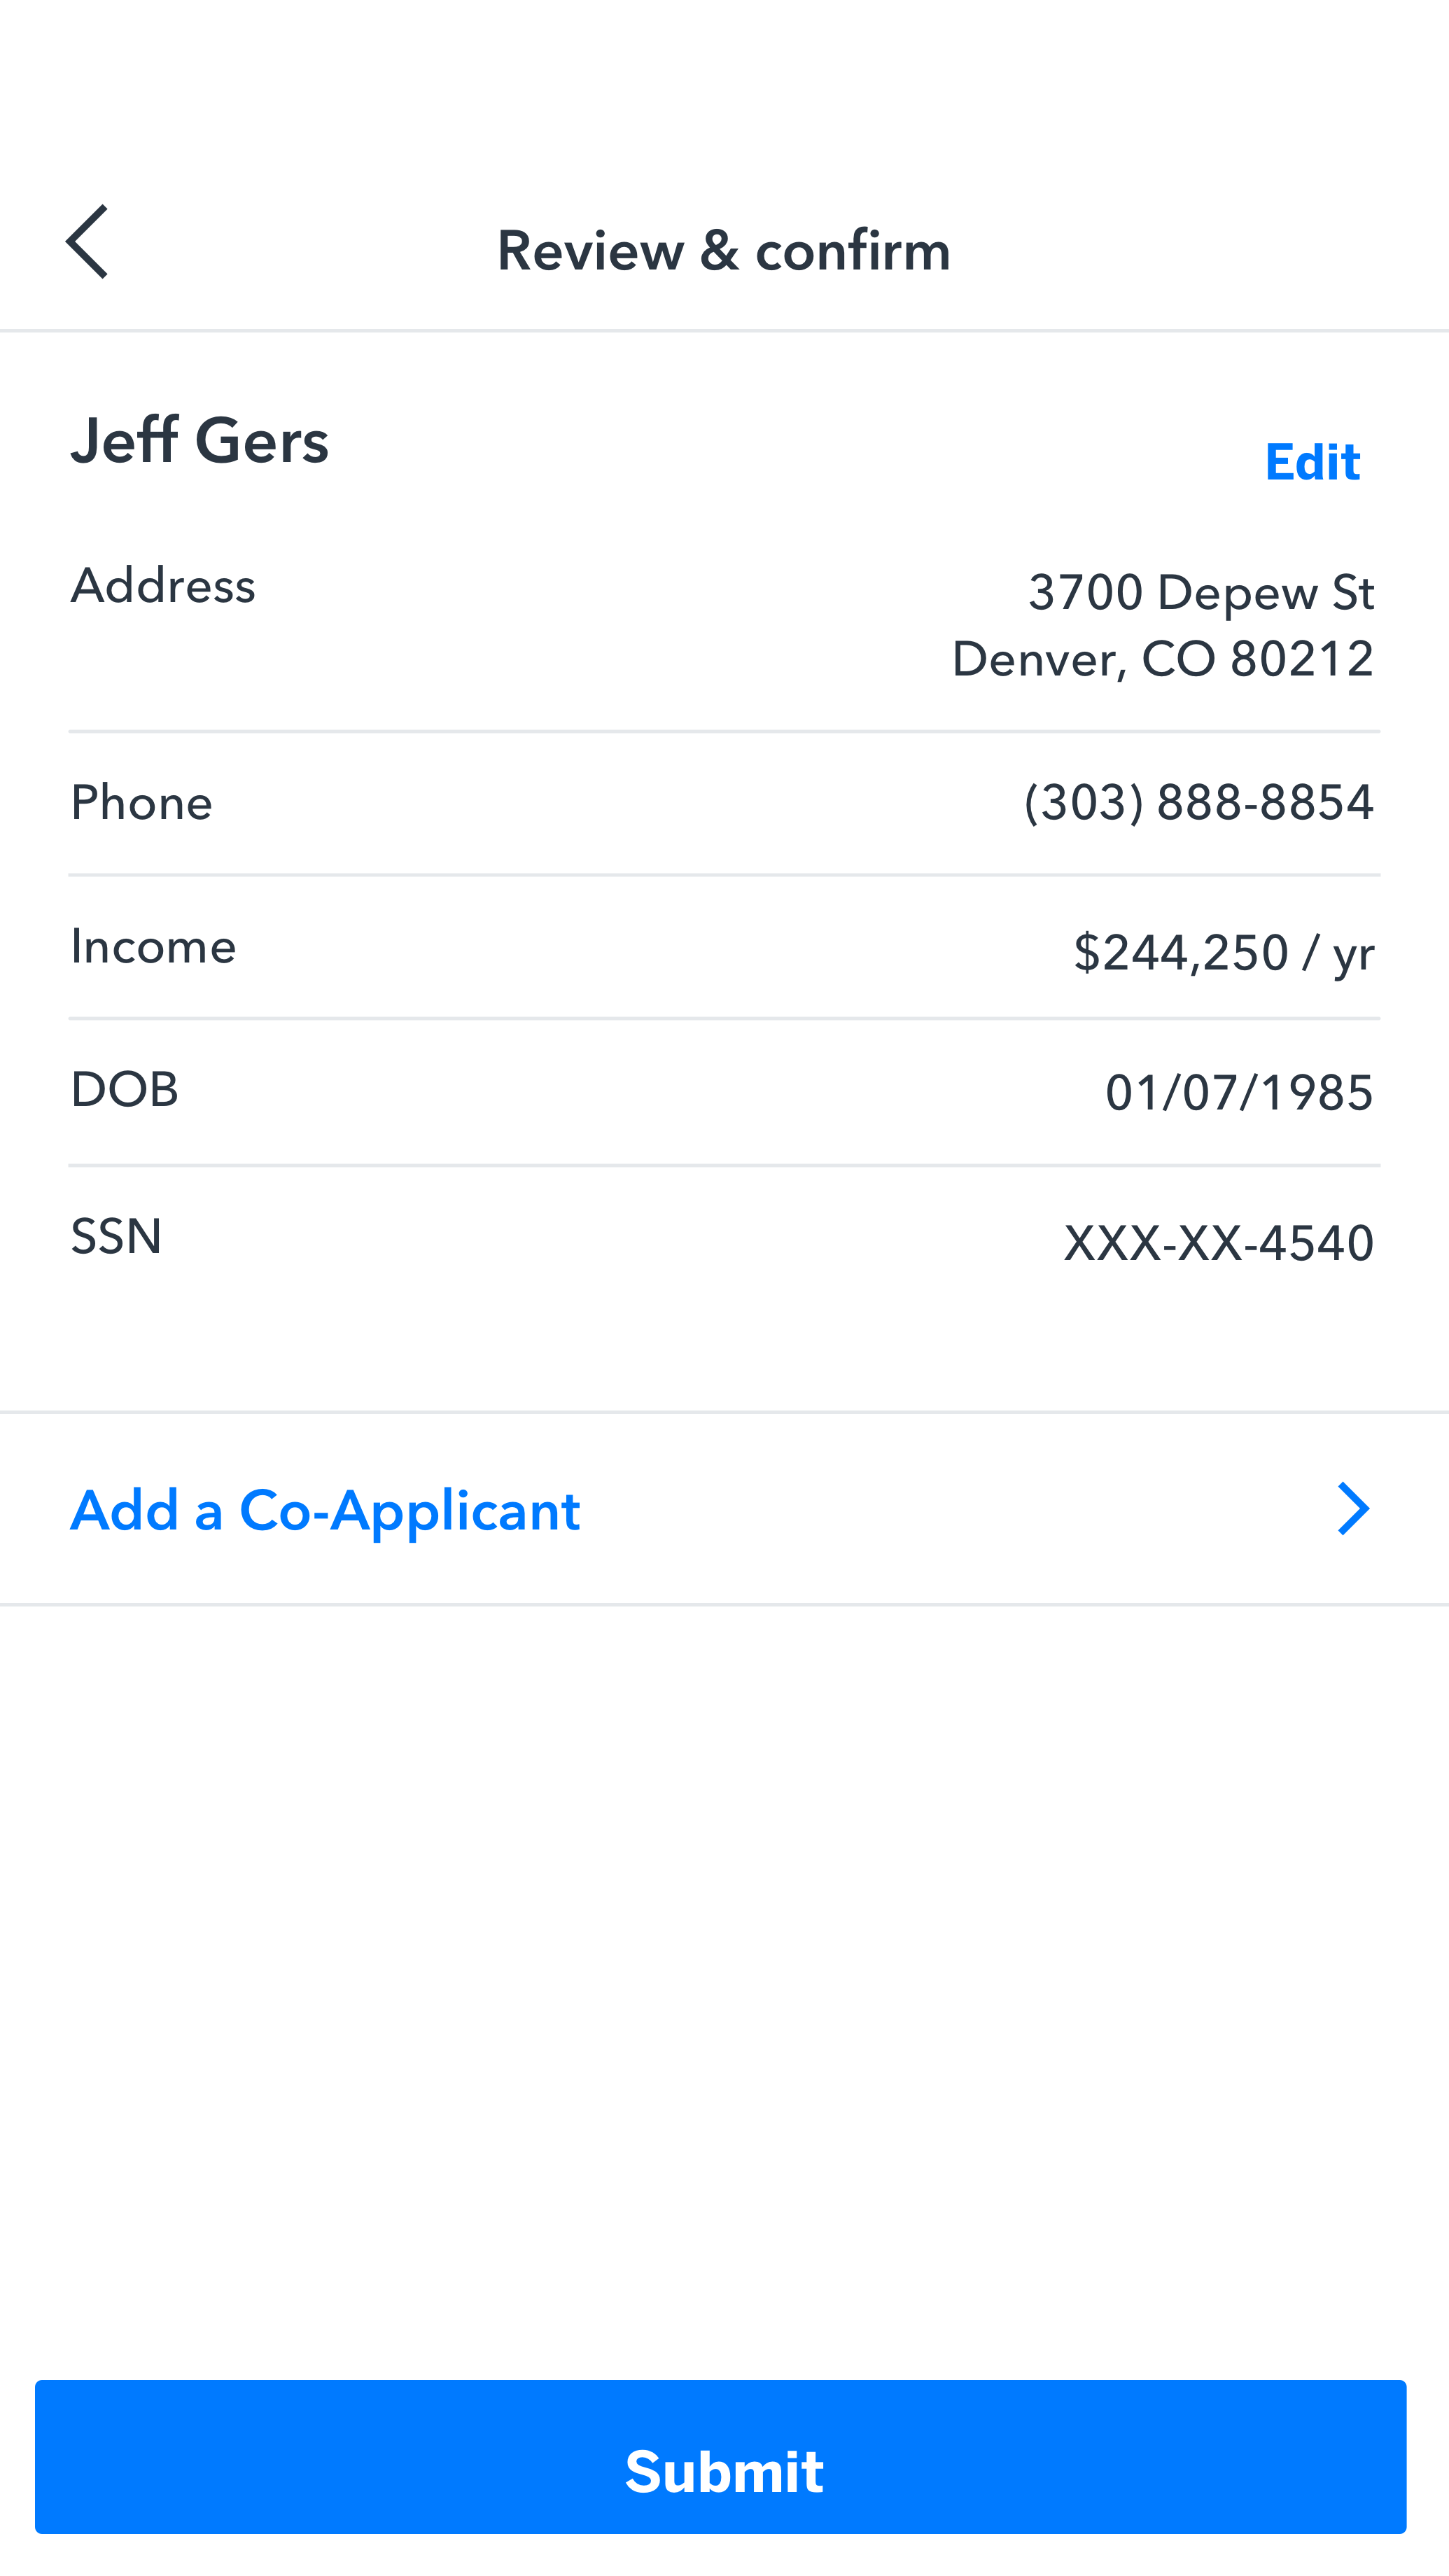 Review & confirm
Jeff Gers
Edit
Address
3700 Depew St
Denver, CO 80212
Phone
(303) 888-8854
Income
$244,250 / yr
DOB
01/07/1985
SSN
XXX-XX-4540
Add a Co-Applicant
Submit